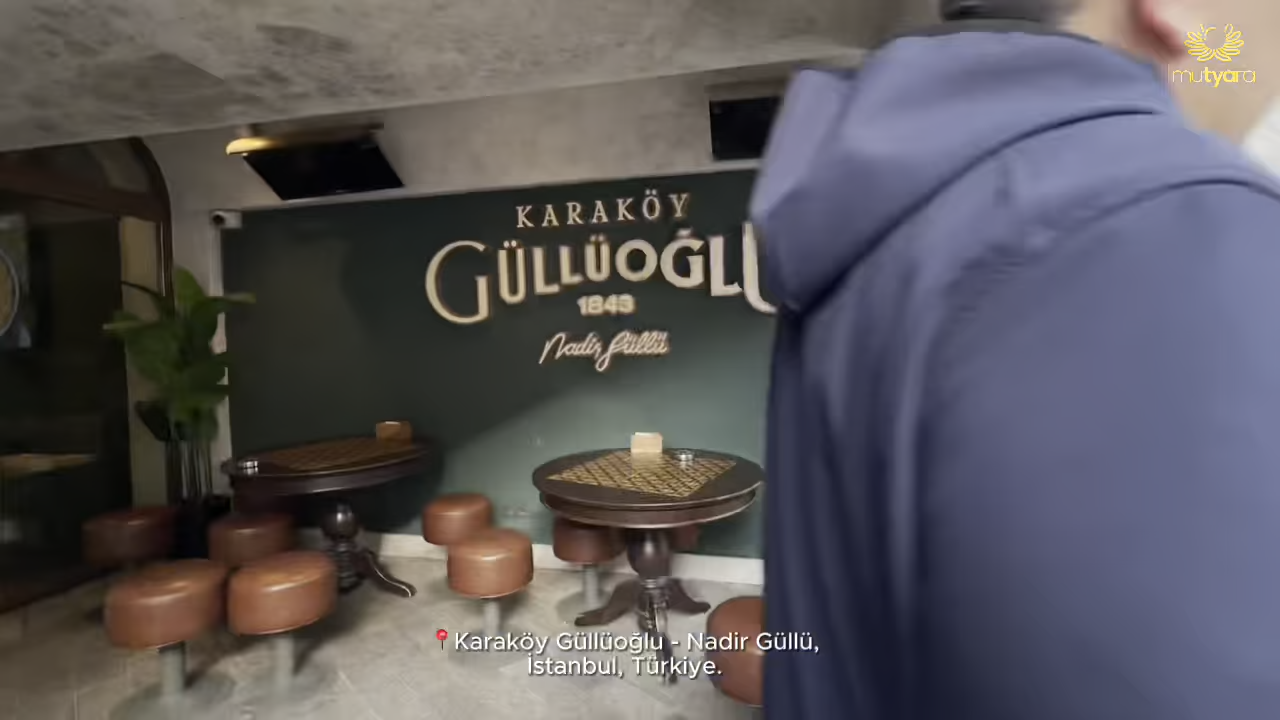 mutyara
KARAKÖY
GÜLLÜOĞLU
1843
Nadir Güllü
📍Karaköy Güllüoğlu - Nadir Güllü,
İstanbul, Türkiye.